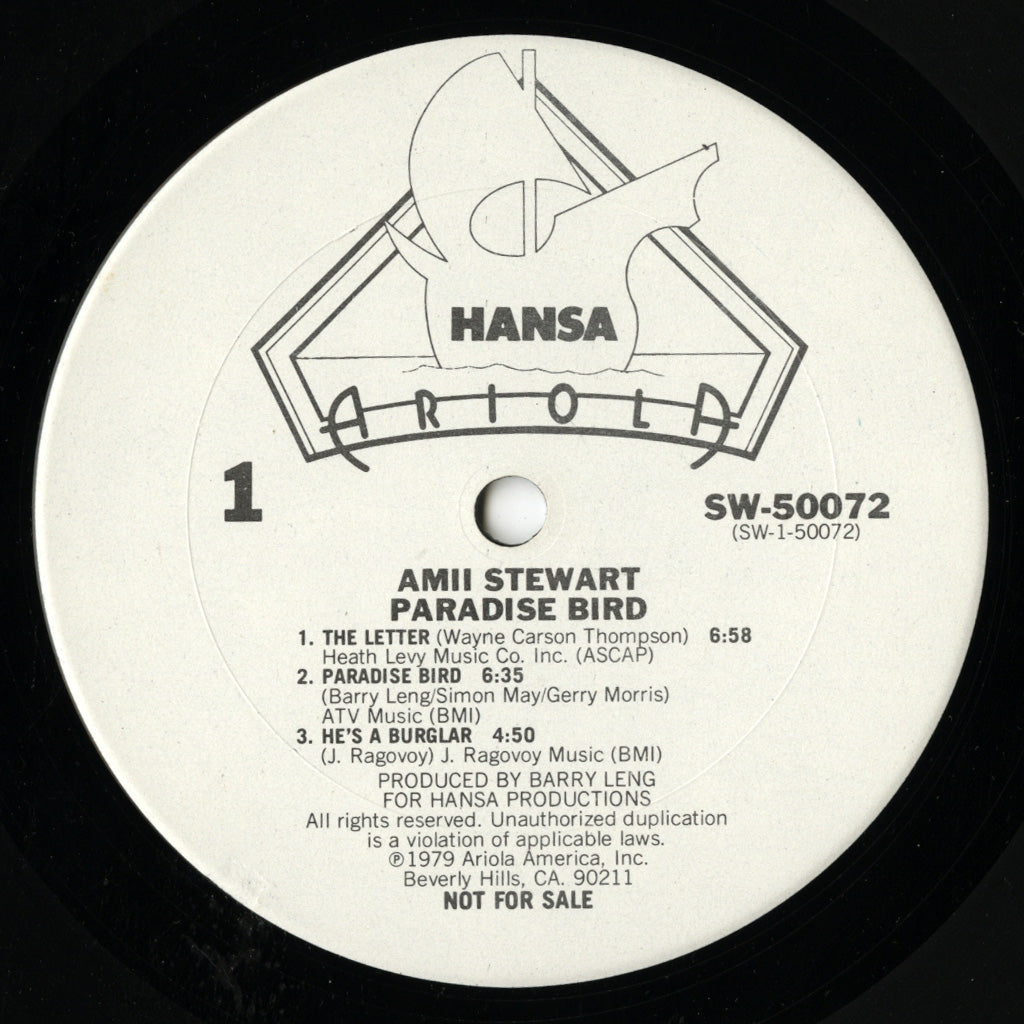 HANSA
ARIOLA
1
SW-50072
(SW-1-50072)
AMII STEWART
PARADISE BIRD
1. THE LETTER (Wayne Carson Thompson) 6:58
Heath Levy Music Co. Inc. (ASCAP)
2. PARADISE BIRD 6:35
(Barry Leng/Simon May/Gerry Morris)
ATV Music (BMI)
3. HE'S A BURGLAR 4:50
(J. Ragovoy) J. Ragovoy Music (BMI)
PRODUCED BY BARRY LENG
FOR HANSA PRODUCTIONS
All rights reserved. Unauthorized duplication
is a violation of applicable laws.
℗1979 Ariola America, Inc.
Beverly Hills, CA. 90211
NOT FOR SALE